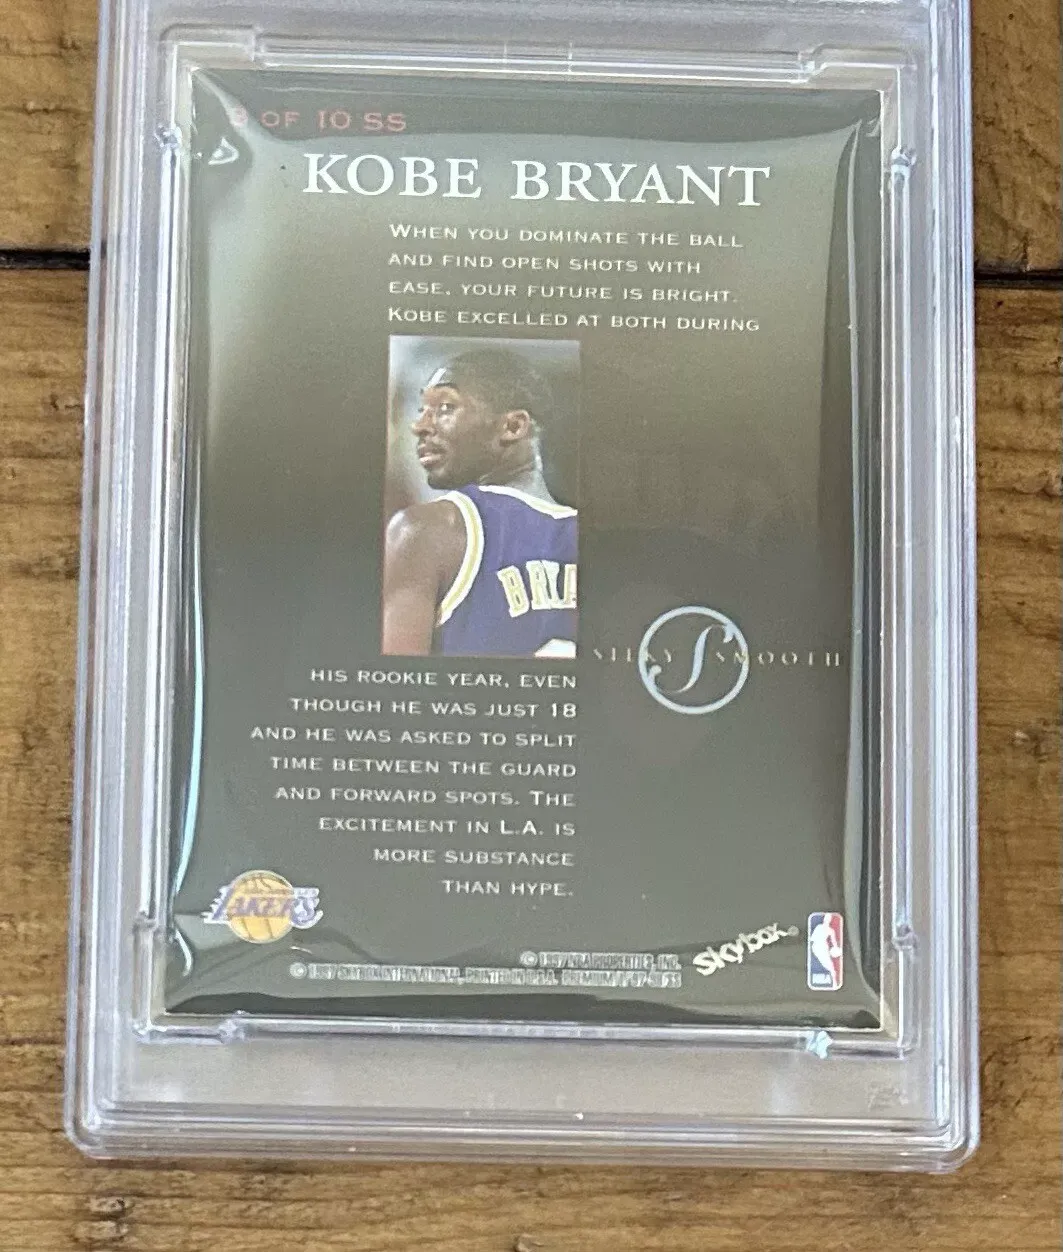 OF 10 SS
KOBE BRYANT
WHEN YOU DOMINATE THE BALL
AND FIND OPEN SHOTS WITH
EASE, YOUR FUTURE IS BRIGHT.
KOBE EXCELLED AT BOTH DURING
BRYA
HIS ROOKIE YEAR, EVEN
THOUGH HE WAS JUST 18
AND HE WAS ASKED TO SPLIT
TIME BETWEEN THE GUARD
AND FORWARD SPOTS. THE
EXCITEMENT IN L.A. IS
MORE SUBSTANCE
THAN HYPE.
SILKY S SMOOTH
LAKERS
© 1997 NBA PROPERTIES, INC.
© 1997 SKYBOX INTERNATIONAL. PRINTED IN U.S.A. PREMIUM
skybox®
NBA